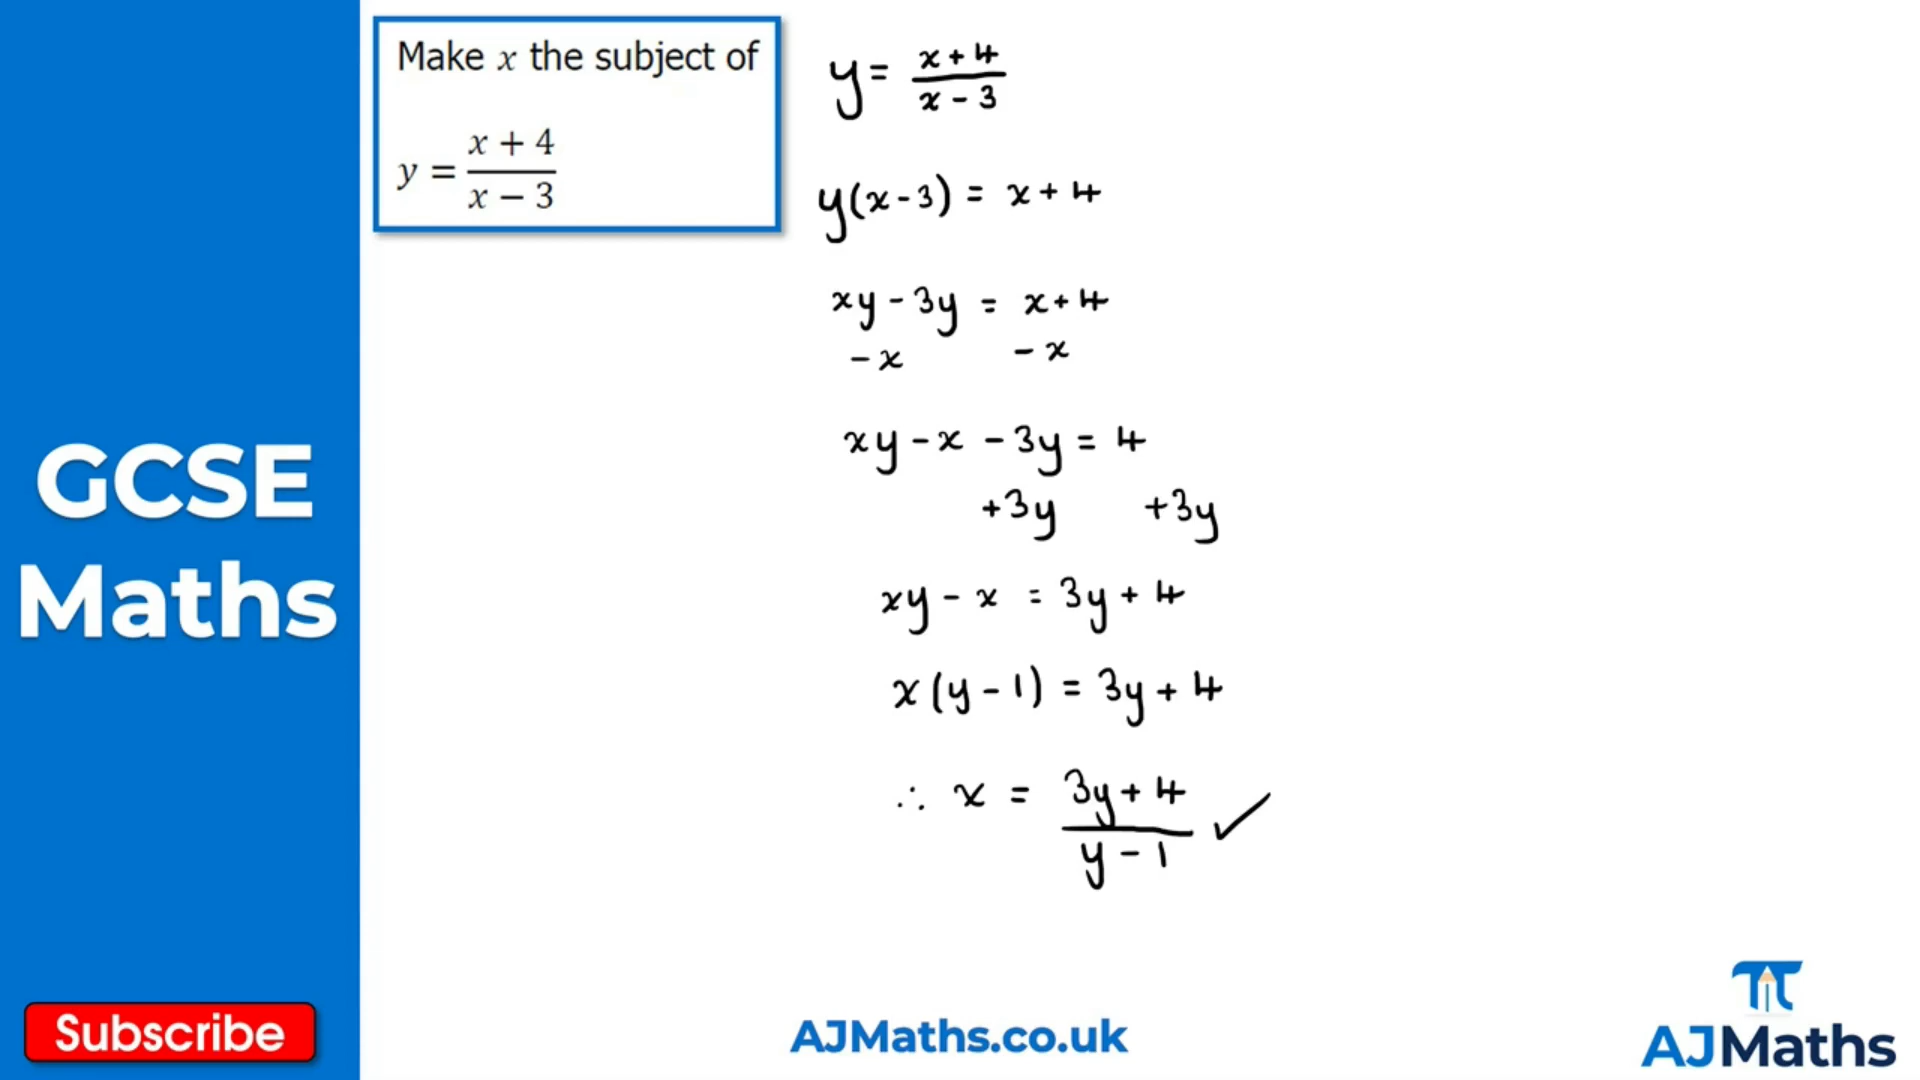 Make x the subject of
y = (x + 4)/(x − 3)
y = (x + 4)/(x − 3)
y(x − 3) = x + 4
xy − 3y = x + 4
− x − x
xy − x − 3y = 4
+3y +3y
xy − x = 3y + 4
x(y − 1) = 3y + 4
∴ x = (3y + 4)/(y − 1) ✓
GCSE
Maths
Subscribe
AJMaths.co.uk
AJMaths